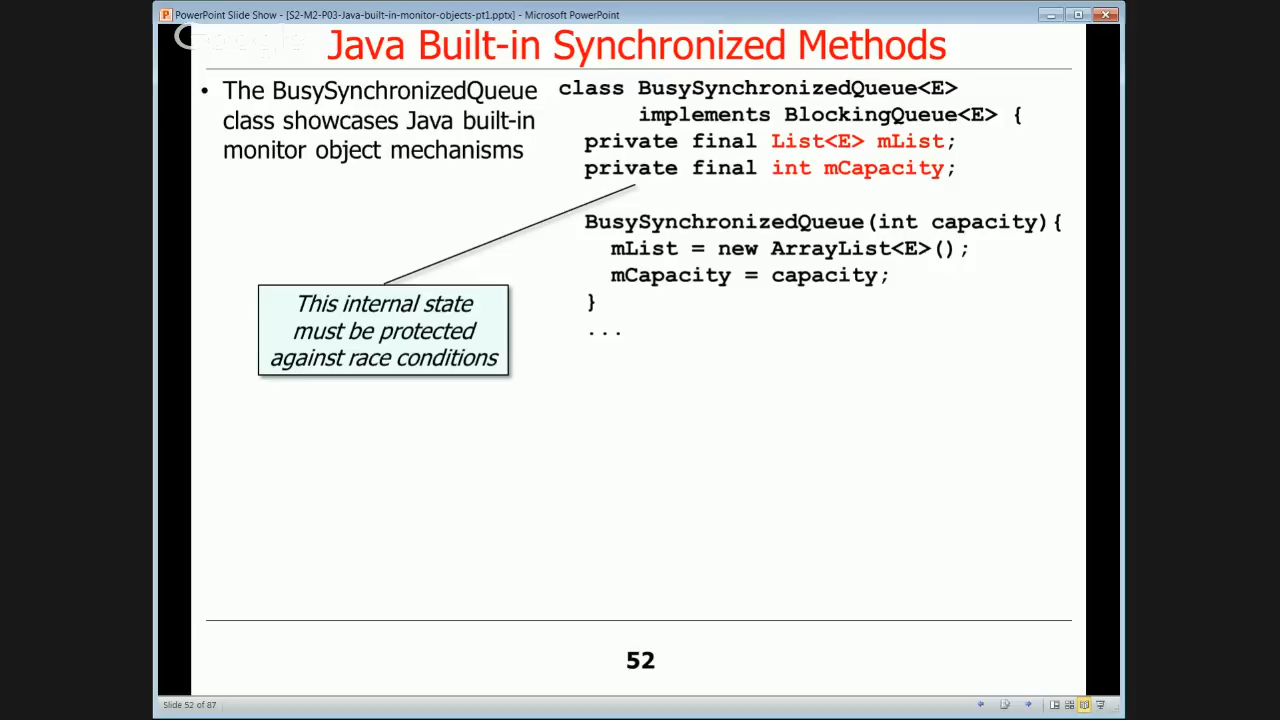 PowerPoint Slide Show - [S2-M2-P03-Java-built-in-monitor-objects-pt1.pptx] - Microsoft PowerPoint
Google
Java Built-in Synchronized Methods
• The BusySynchronizedQueue
class showcases Java built-in
monitor object mechanisms
class BusySynchronizedQueue<E>
implements BlockingQueue<E> {
private final List<E> mList;
private final int mCapacity;
BusySynchronizedQueue(int capacity){
mList = new ArrayList<E>();
mCapacity = capacity;
}
...
This internal state
must be protected
against race conditions
52
Slide 52 of 87